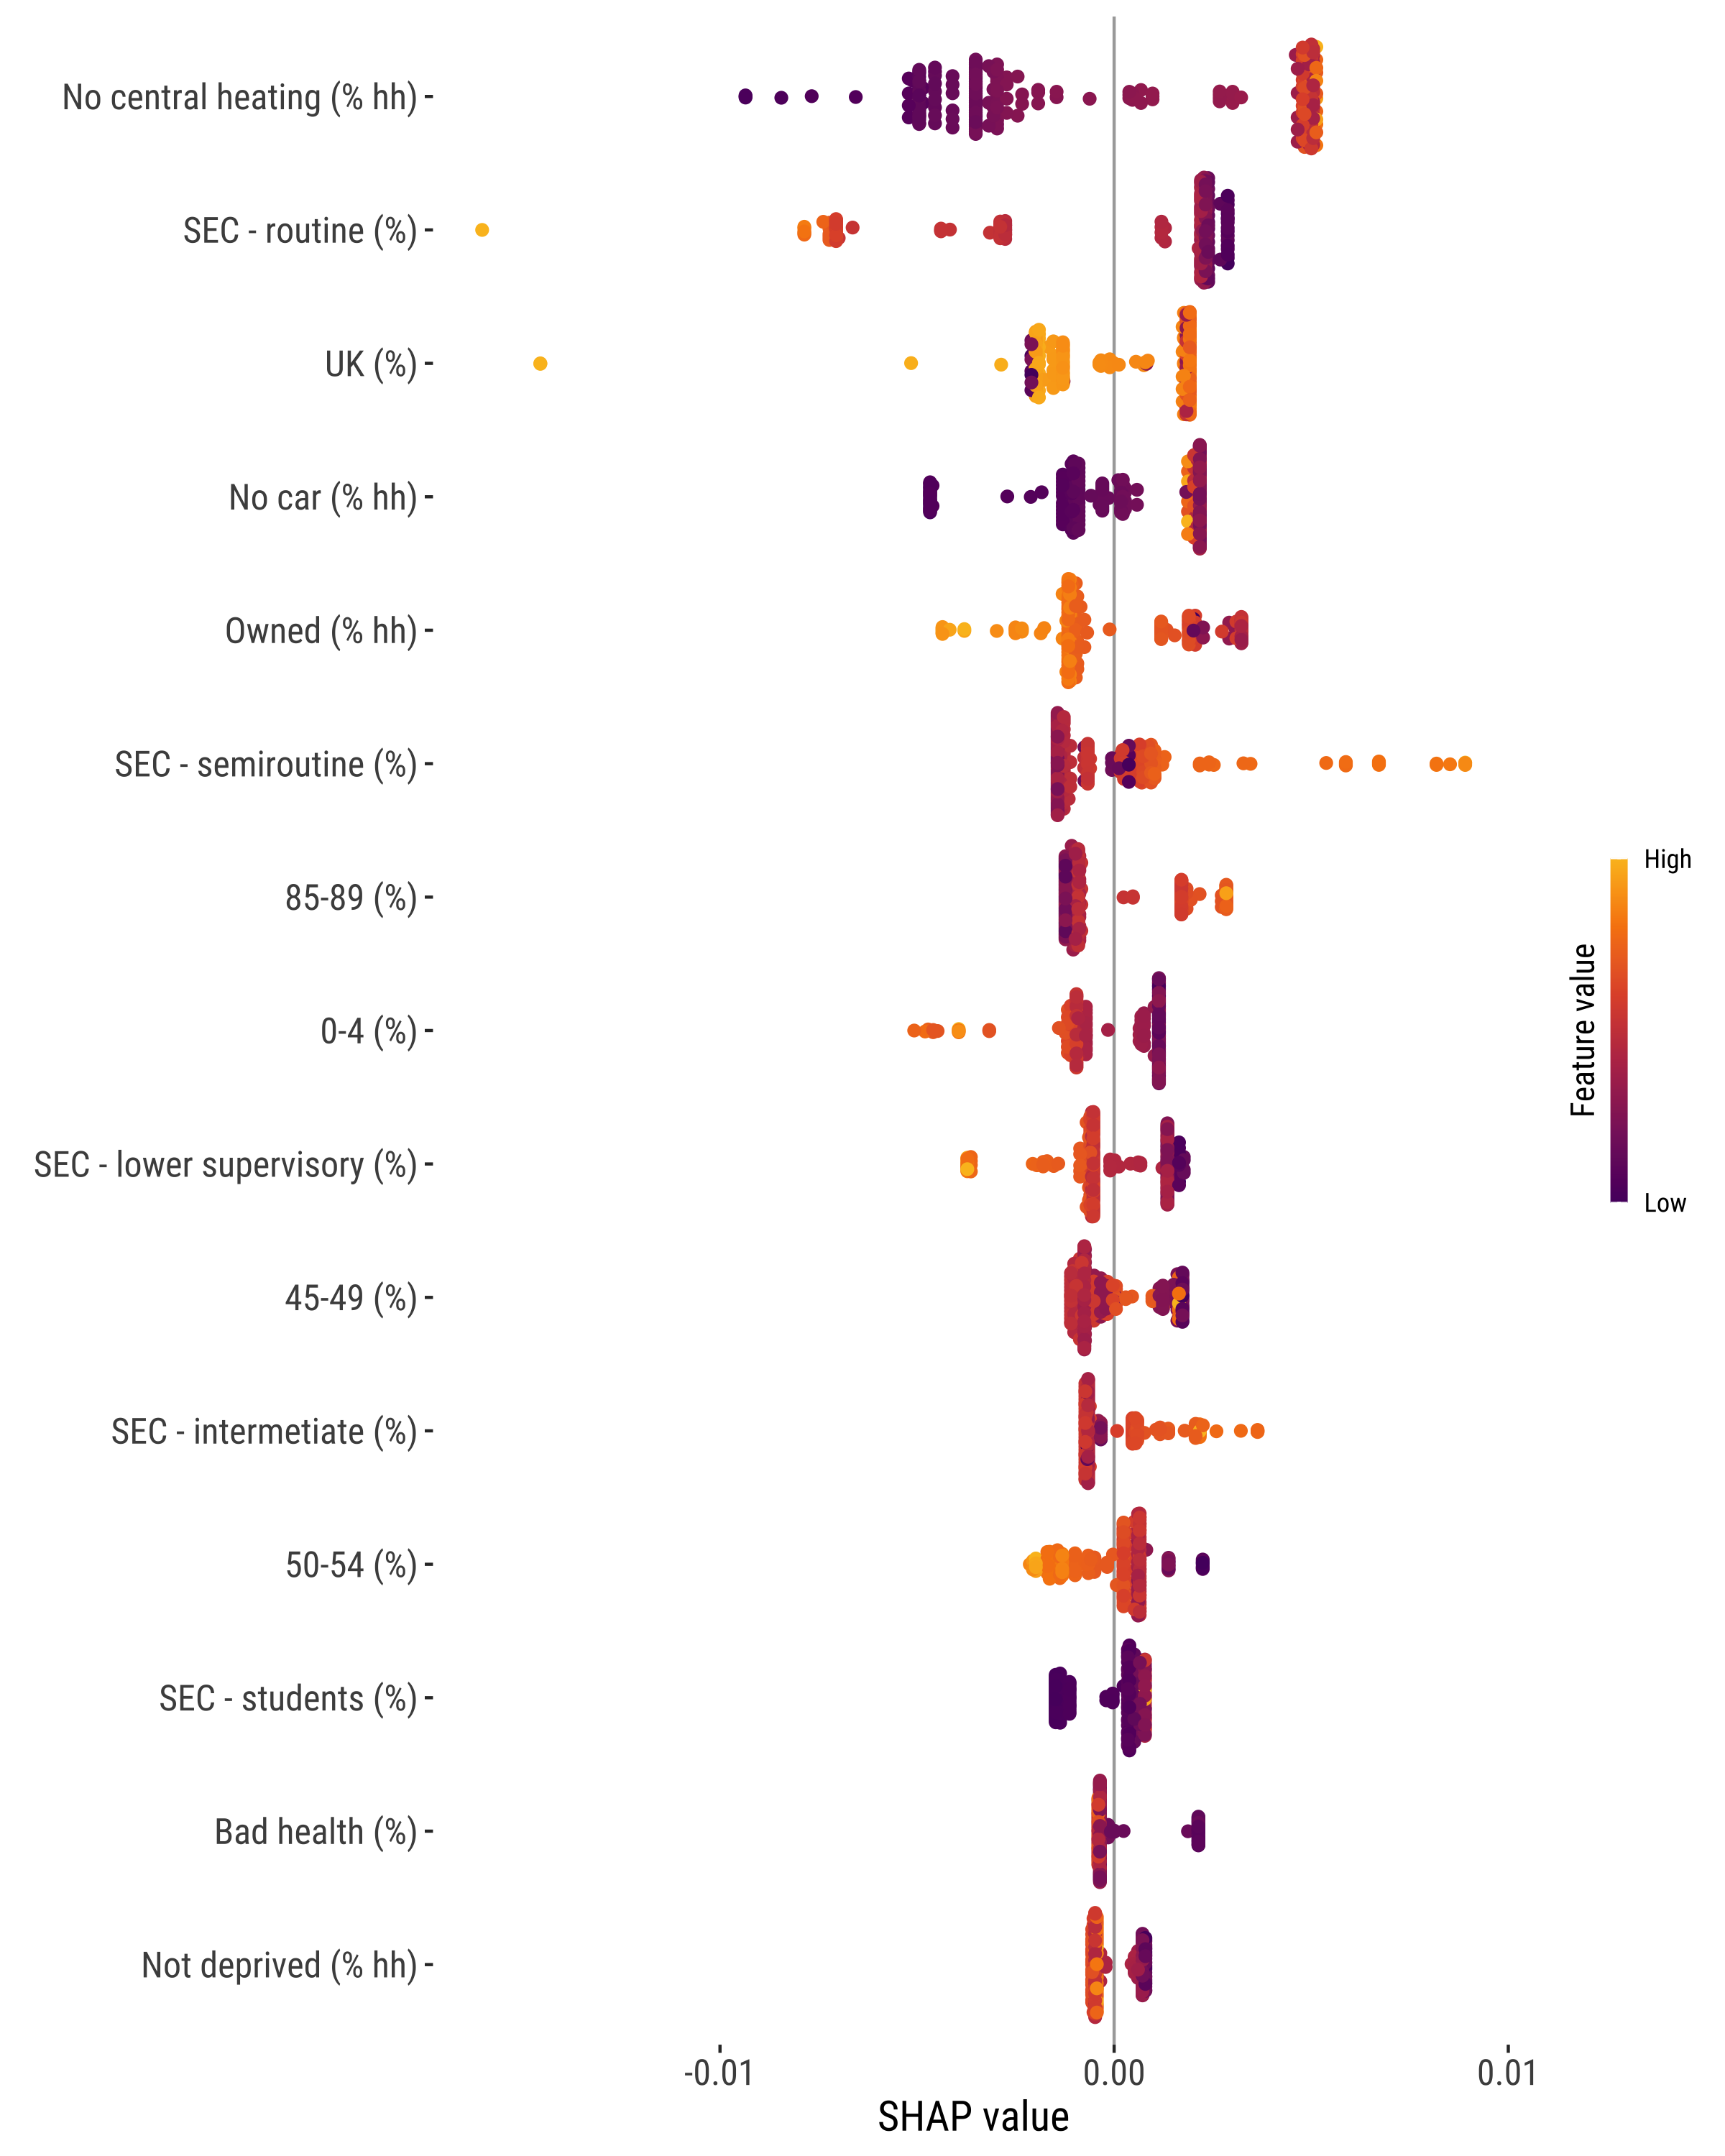 No central heating (% hh)
SEC - routine (%)
UK (%)
No car (% hh)
Owned (% hh)
SEC - semiroutine (%)
85-89 (%)
0-4 (%)
SEC - lower supervisory (%)
45-49 (%)
SEC - intermetiate (%)
50-54 (%)
SEC - students (%)
Bad health (%)
Not deprived (% hh)
-0.01 0.00 0.01
SHAP value
High
Feature value
Low